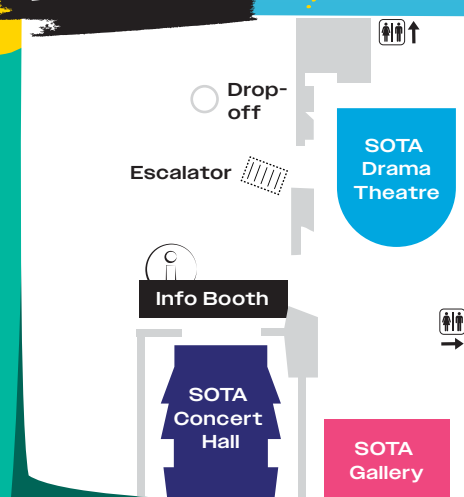 Drop-
off
SOTA
Drama
Theatre
Escalator
Info Booth
SOTA
Concert
Hall
SOTA
Gallery